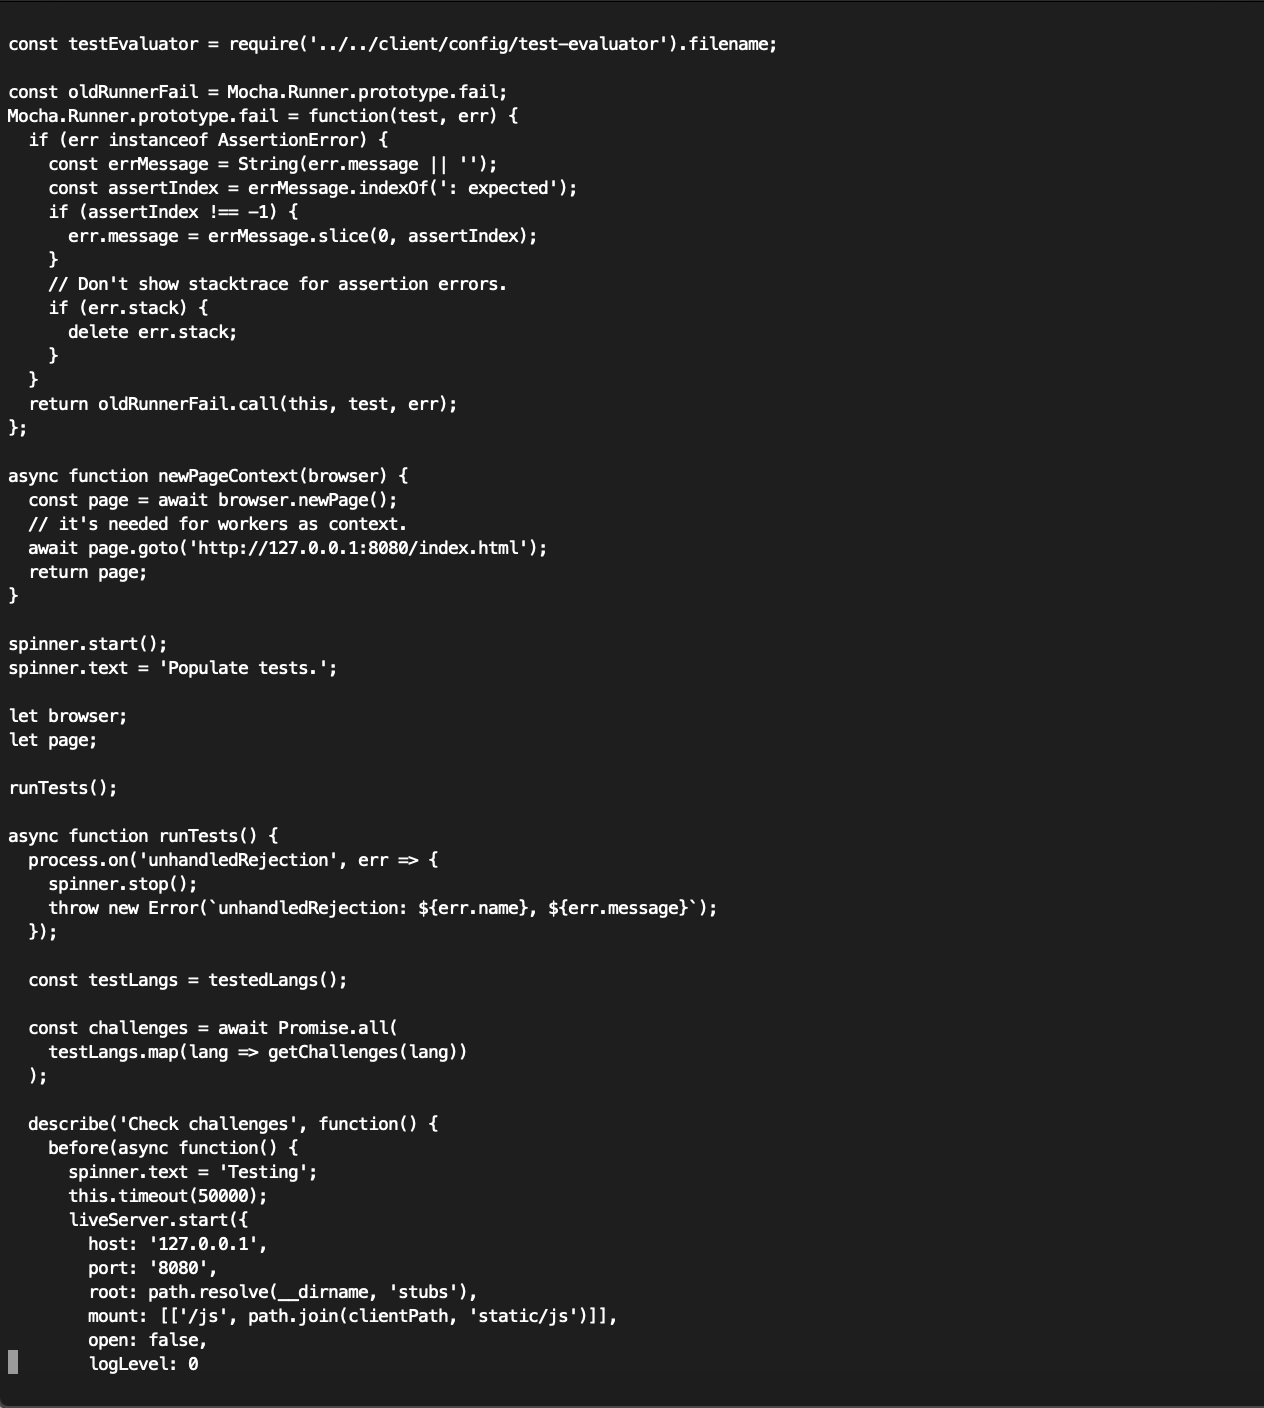 const testEvaluator = require('../../client/config/test-evaluator').filename;

const oldRunnerFail = Mocha.Runner.prototype.fail;
Mocha.Runner.prototype.fail = function(test, err) {
  if (err instanceof AssertionError) {
    const errMessage = String(err.message || '');
    const assertIndex = errMessage.indexOf(': expected');
    if (assertIndex !== -1) {
      err.message = errMessage.slice(0, assertIndex);
    }
    // Don't show stacktrace for assertion errors.
    if (err.stack) {
      delete err.stack;
    }
  }
  return oldRunnerFail.call(this, test, err);
};

async function newPageContext(browser) {
  const page = await browser.newPage();
  // it's needed for workers as context.
  await page.goto('http://127.0.0.1:8080/index.html');
  return page;
}

spinner.start();
spinner.text = 'Populate tests.';

let browser;
let page;

runTests();

async function runTests() {
  process.on('unhandledRejection', err => {
    spinner.stop();
    throw new Error(`unhandledRejection: ${err.name}, ${err.message}`);
  });

  const testLangs = testedLangs();

  const challenges = await Promise.all(
    testLangs.map(lang => getChallenges(lang))
  );

  describe('Check challenges', function() {
    before(async function() {
      spinner.text = 'Testing';
      this.timeout(50000);
      liveServer.start({
        host: '127.0.0.1',
        port: '8080',
        root: path.resolve(__dirname, 'stubs'),
        mount: [['/js', path.join(clientPath, 'static/js')]],
        open: false,
        logLevel: 0